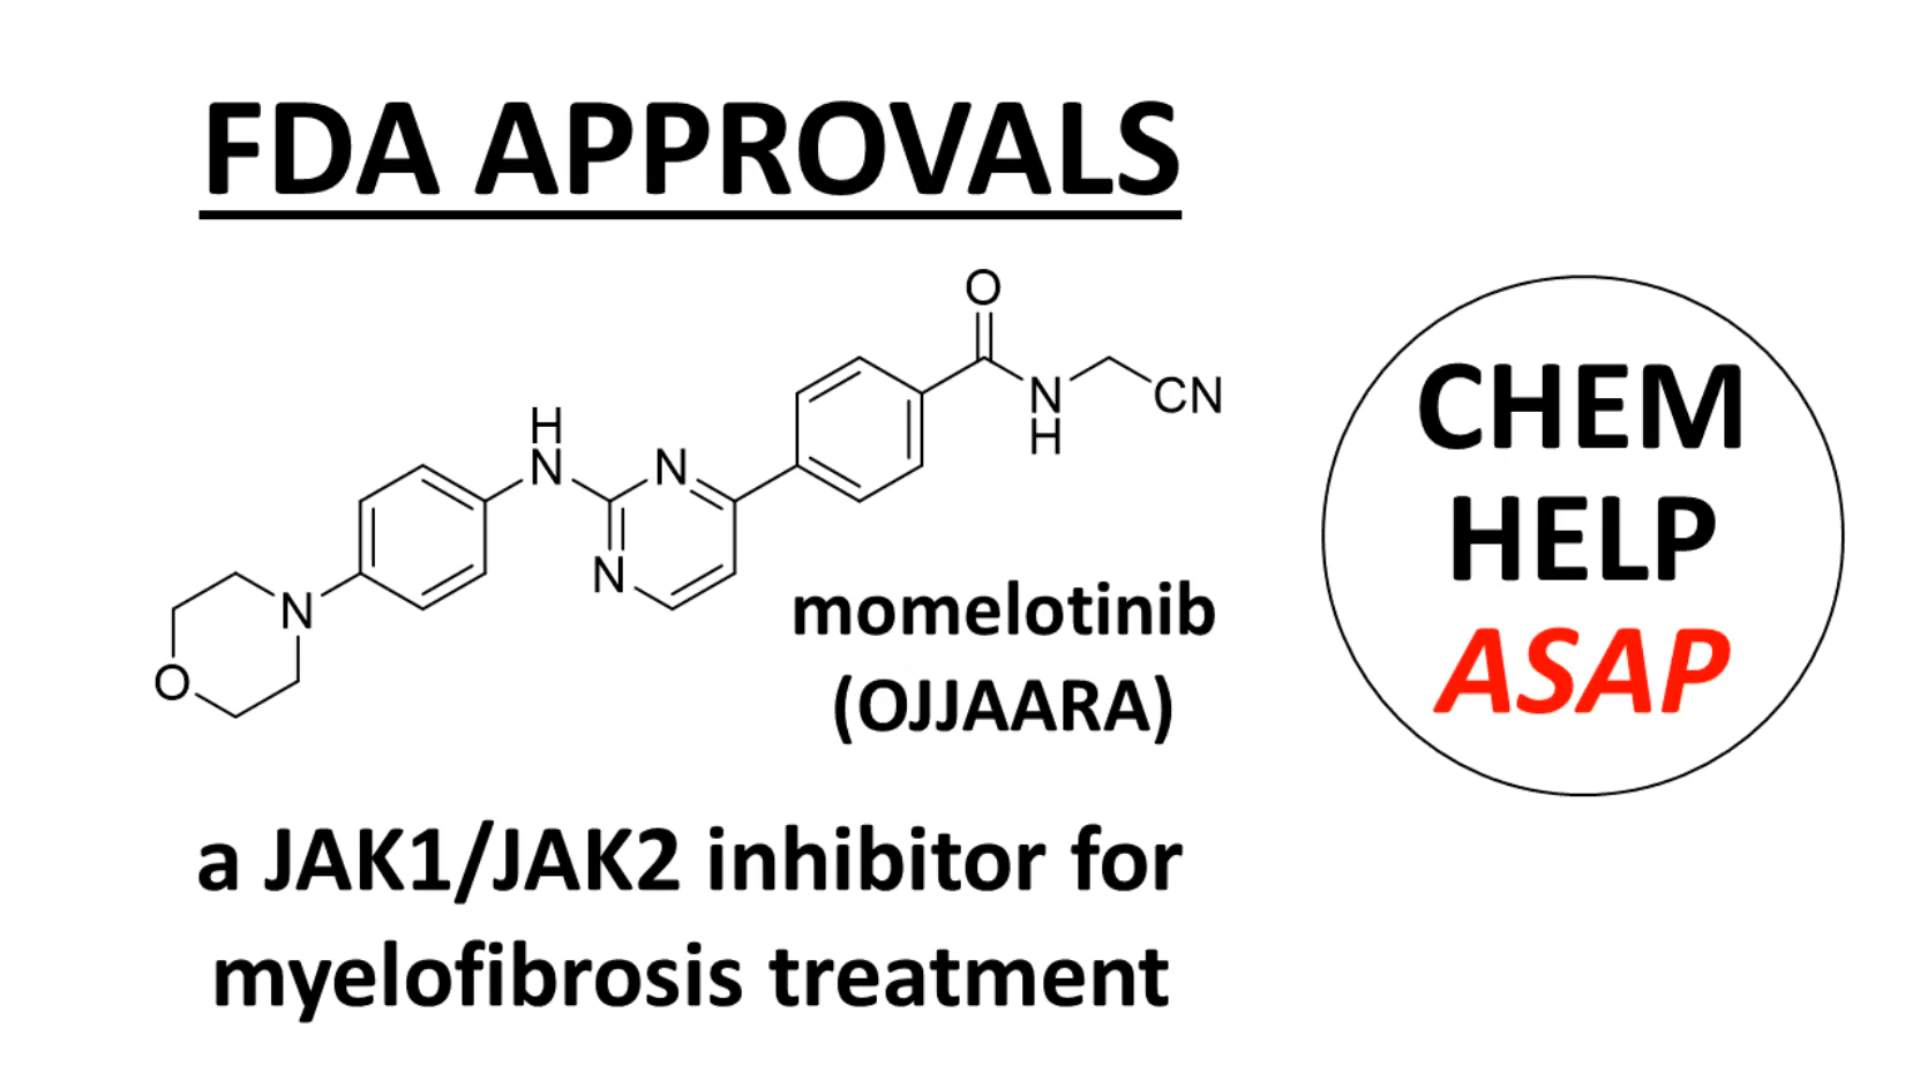 FDA APPROVALS
O
N
H
CN
H
N
N
N
N
O
momelotinib
(OJJAARA)
a JAK1/JAK2 inhibitor for
myelofibrosis treatment
CHEM
HELP
ASAP